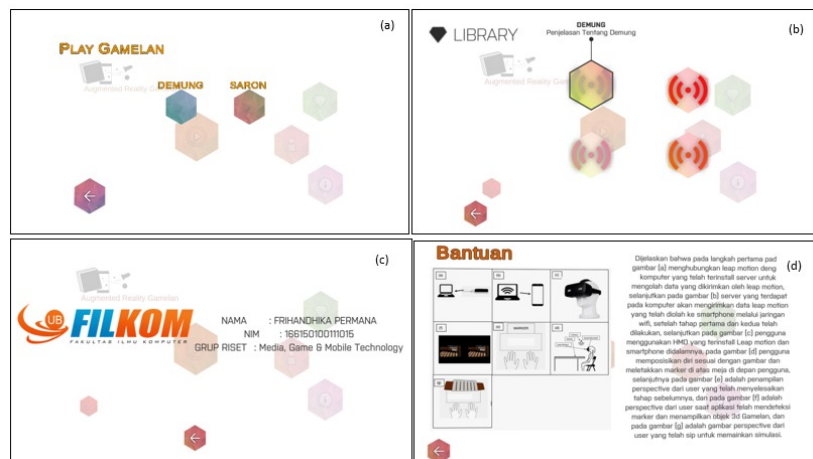 (a)
PLAY GAMELAN
Augmented Reality Gam
DEMUNG SARON
(b)
LIBRARY
DEMUNG
Penjelasan Tentang Demung
(c)
Augmented Reality Gamelan
UB FILKOM
FAKULTAS ILMU KOMPUTER
NAMA : FRIHANDHIKA PERMANA
NIM : 166150100111015
GRUP RISET : Media, Game & Mobile Technology
(d)
Bantuan
Dijelaskan bahwa pada langkah pertama pad
gambar (a) menghubungkan leap motion deng
komputer yang telah terinstall server untuk
mengolah data yang dikirimkan oleh leap motion,
selanjutkan pada gambar (b) server yang terdapat
pada komputer akan mengirimkan data leap motion
yang telah diolah ke smartphone melalui jaringan
wifi, setelah tahap pertama dan kedua telah
dilakukan, selanjutkan pada gambar (c) pengguna
menggunakan HMD yang terinstall Leap motion dan
smartphone didalamnya, pada gambar (d) pengguna
memposisikan diri sesuai dengan gambar dan
meletakkan marker di atas meja di depan pengguna,
selanjutnya pada gambar (e) adalah penampilan
perspective dari user yang telah menyelesaikan
tahap sebelumnya, dan pada gambar (f) adalah
perspective dari user saat aplikasi telah mendeteksi
marker dan menampilkan objek 3d Gamelan, dan
pada gambar (g) adalah gambar perspective dari
user yang telah sip untuk memainkan simulasi.